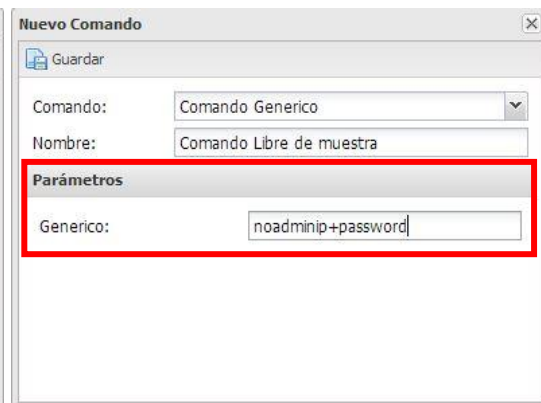 Nuevo Comando
Guardar
Comando: Comando Generico
Nombre: Comando Libre de muestra
Parámetros
Generico: noadminip+password